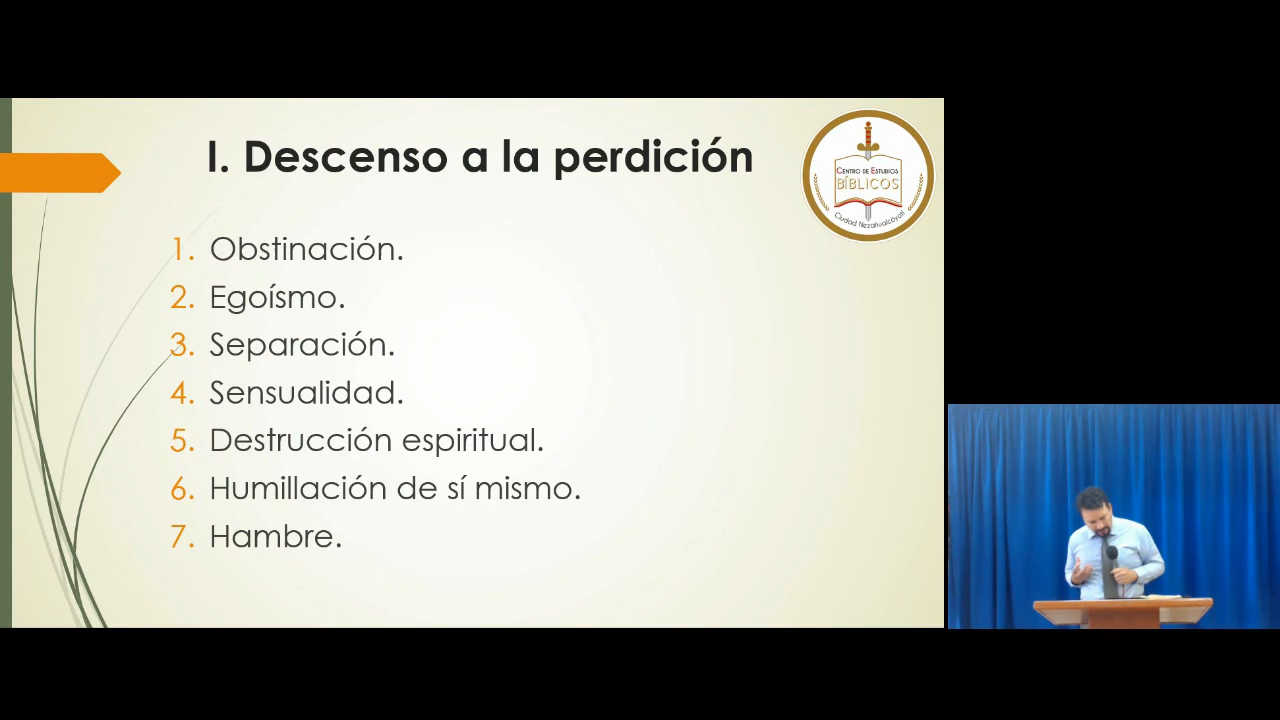 I. Descenso a la perdición
CENTRO DE ESTUDIOS
BÍBLICOS
Ciudad Nezahualcóyotl
1. Obstinación.
2. Egoísmo.
3. Separación.
4. Sensualidad.
5. Destrucción espiritual.
6. Humillación de sí mismo.
7. Hambre.